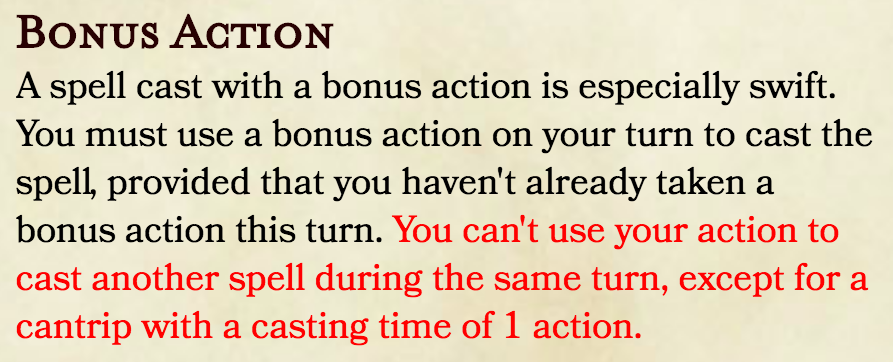 Bonus Action
A spell cast with a bonus action is especially swift.
You must use a bonus action on your turn to cast the
spell, provided that you haven't already taken a
bonus action this turn. You can't use your action to
cast another spell during the same turn, except for a
cantrip with a casting time of 1 action.